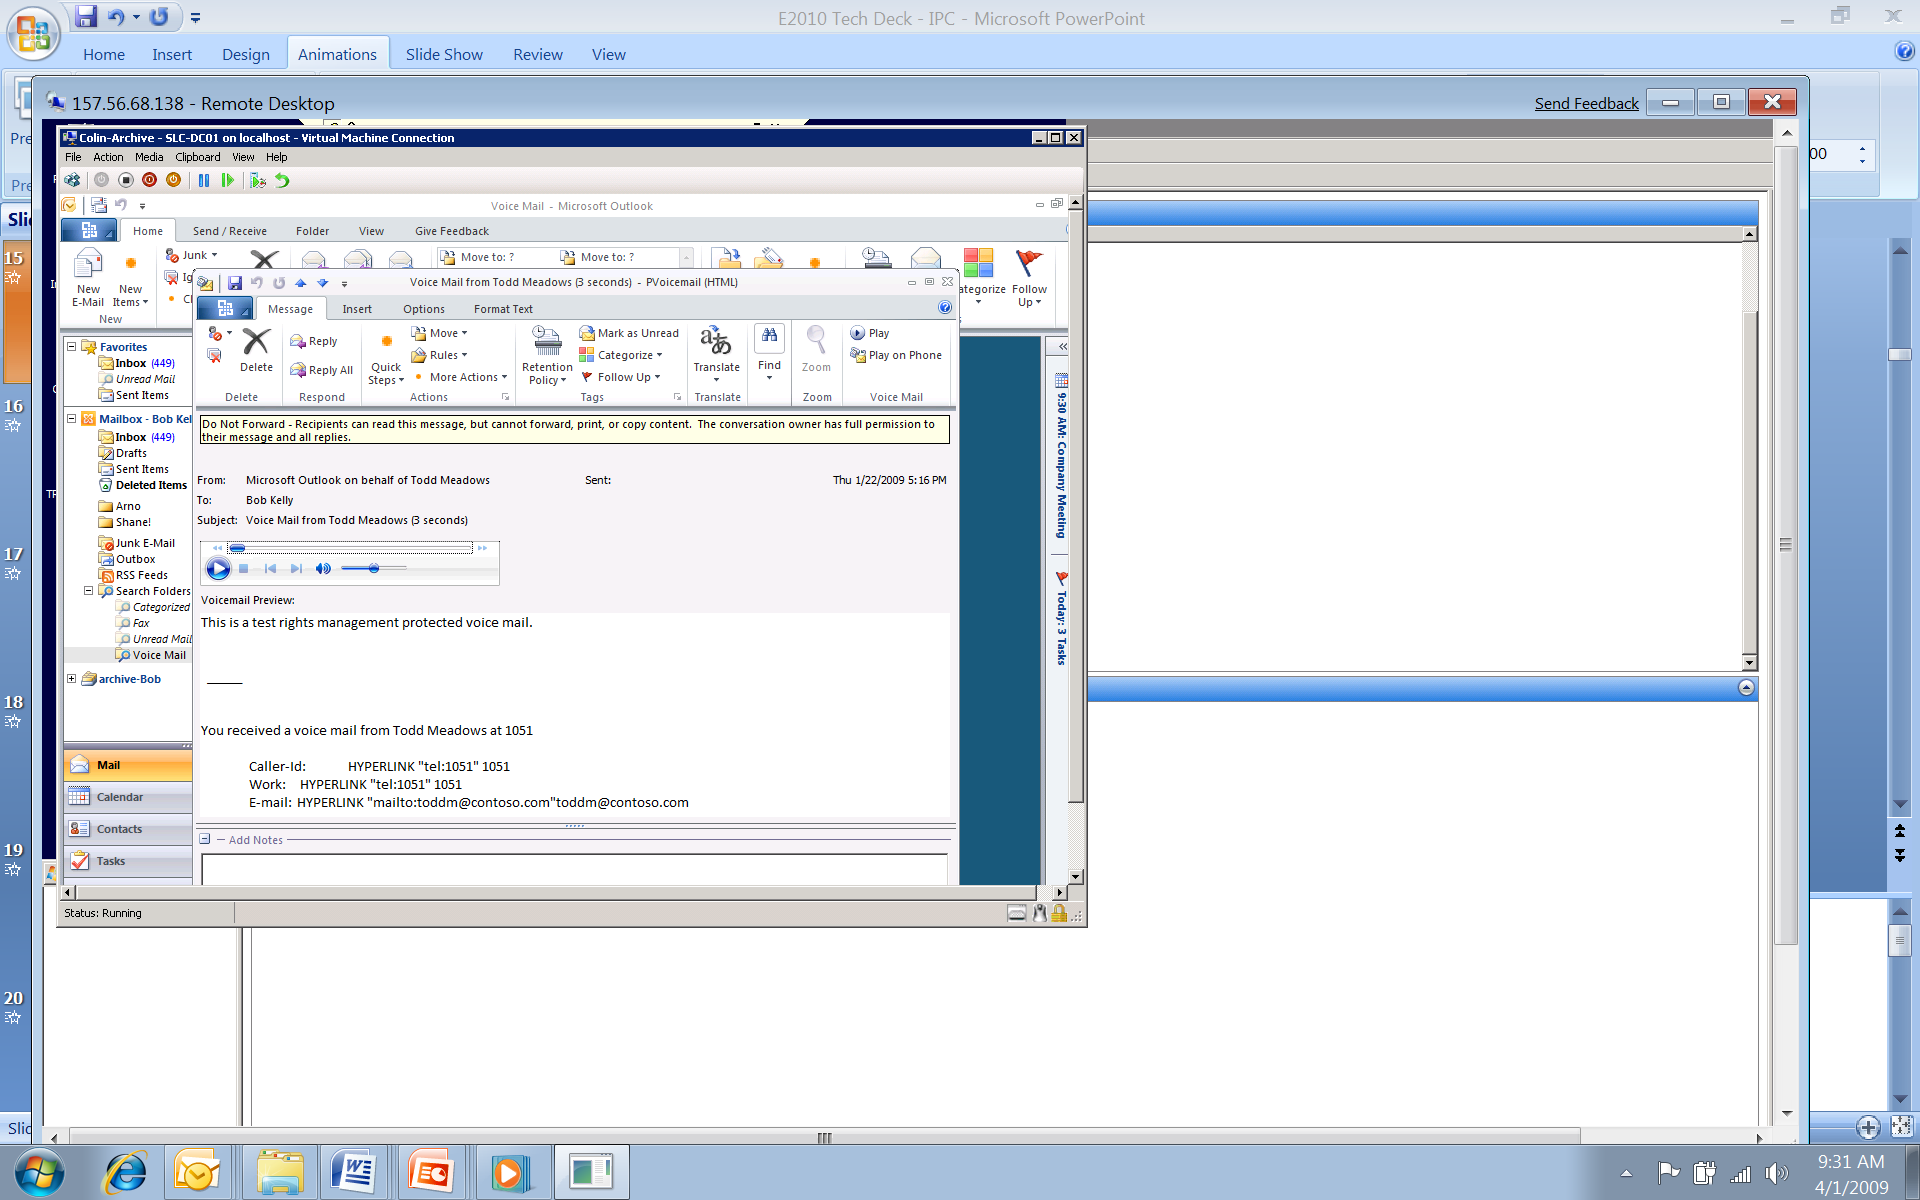 E2010 Tech Deck - IPC - Microsoft PowerPoint
Home Insert Design Animations Slide Show Review View
157.56.68.138 - Remote Desktop Send Feedback
Pre 00
Pre
Colin-Archive - SLC-DC01 on localhost - Virtual Machine Connection
File Action Media Clipboard View Help
Voice Mail - Microsoft Outlook
Home Send / Receive Folder View Give Feedback
Junk Move to: ? Move to: ?
New E-Mail New Items Follow Up
New
Voice Mail from Todd Meadows (3 seconds) - PVoicemail (HTML)
Message Insert Options Format Text
Delete Reply Reply All Quick Steps Move Rules More Actions Retention Policy Mark as Unread Categorize Follow Up Translate Find Zoom Play Play on Phone
Delete Respond Actions Tags Translate Zoom Voice Mail
Do Not Forward - Recipients can read this message, but cannot forward, print, or copy content. The conversation owner has full permission to
their message and all replies.
From: Microsoft Outlook on behalf of Todd Meadows Sent: Thu 1/22/2009 5:16 PM
To: Bob Kelly
Subject: Voice Mail from Todd Meadows (3 seconds)
Voicemail Preview:
This is a test rights management protected voice mail.
You received a voice mail from Todd Meadows at 1051
Caller-Id: HYPERLINK "tel:1051" 1051
Work: HYPERLINK "tel:1051" 1051
E-mail: HYPERLINK "mailto:toddm@contoso.com"toddm@contoso.com
Add Notes
Favorites
Inbox (449)
Unread Mail
Sent Items
Mailbox - Bob Kel
Inbox (449)
Drafts
Sent Items
Deleted Items
Arno
Shane!
Junk E-Mail
Outbox
RSS Feeds
Search Folders
Categorized
Fax
Unread Mail
Voice Mail
archive-Bob
Mail
Calendar
Contacts
Tasks
9:30 AM: Company Meeting
Today: 3 Tasks
Status: Running
Slid
15
16
17
18
19
20
Slid
9:31 AM
4/1/2009